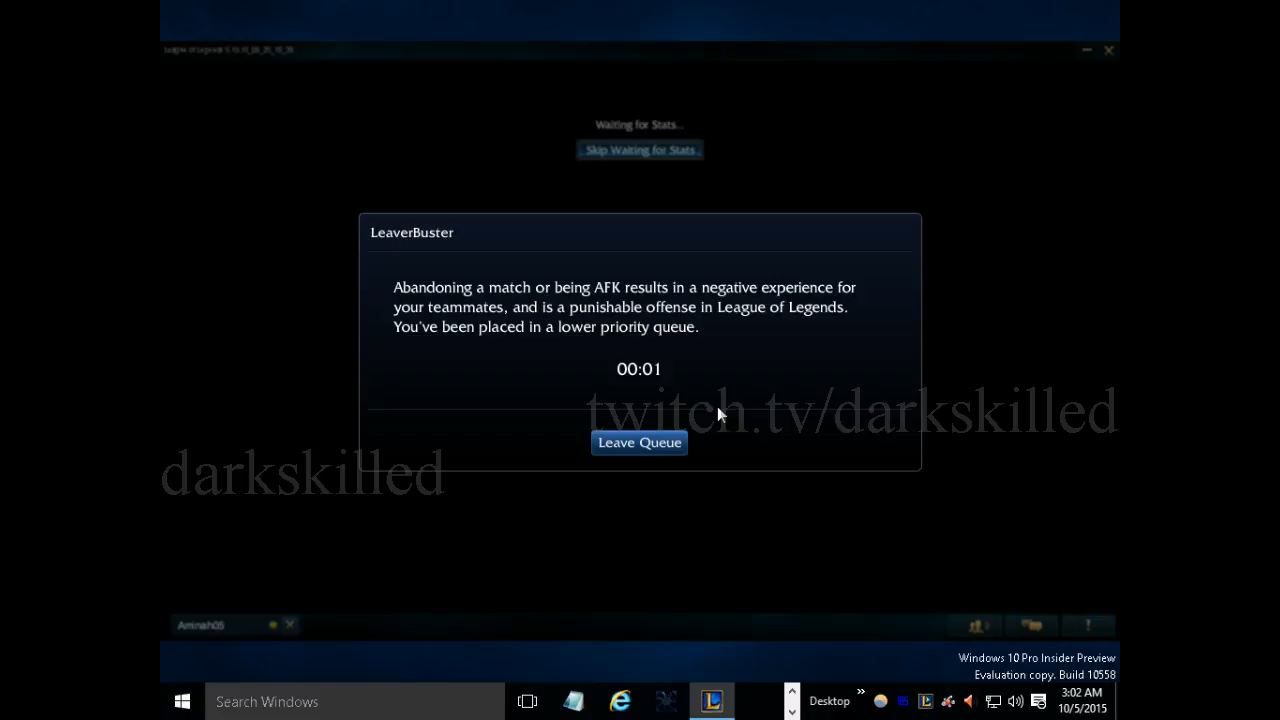 Waiting for Stats...
Skip Waiting for Stats
LeaverBuster
Abandoning a match or being AFK results in a negative experience for
your teammates, and is a punishable offense in League of Legends.
You've been placed in a lower priority queue.
00:01
twitch.tv/darkskilled
Leave Queue
darkskilled
Aminah05
Windows 10 Pro Insider Preview
Evaluation copy. Build 10558
Search Windows
Desktop
3:02 AM
10/5/2015